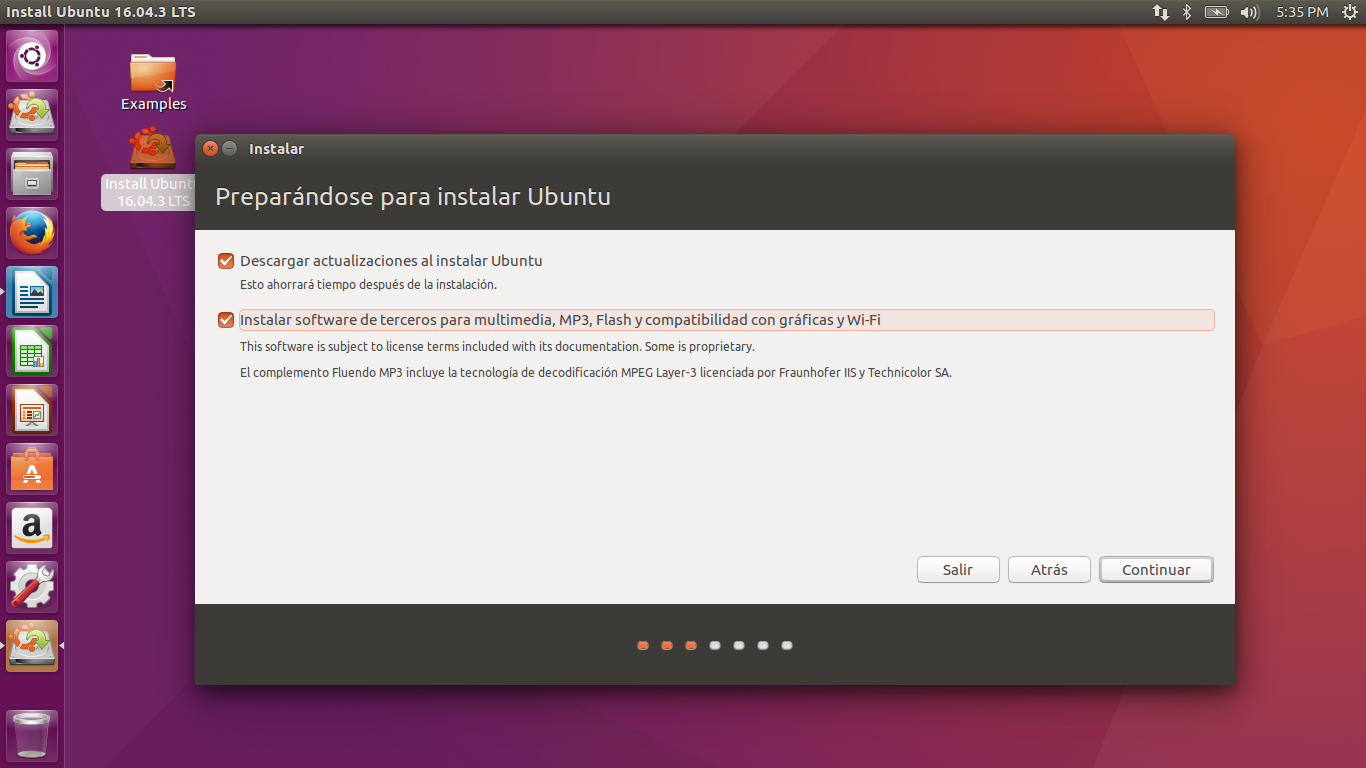 Install Ubuntu 16.04.3 LTS
5:35 PM
Examples
Install Ubuntu
16.04.3 LTS
Instalar
Preparándose para instalar Ubuntu
Descargar actualizaciones al instalar Ubuntu
Esto ahorrará tiempo después de la instalación.
Instalar software de terceros para multimedia, MP3, Flash y compatibilidad con gráficas y Wi-Fi
This software is subject to license terms included with its documentation. Some is proprietary.
El complemento Fluendo MP3 incluye la tecnología de decodificación MPEG Layer-3 licenciada por Fraunhofer IIS y Technicolor SA.
Salir
Atrás
Continuar